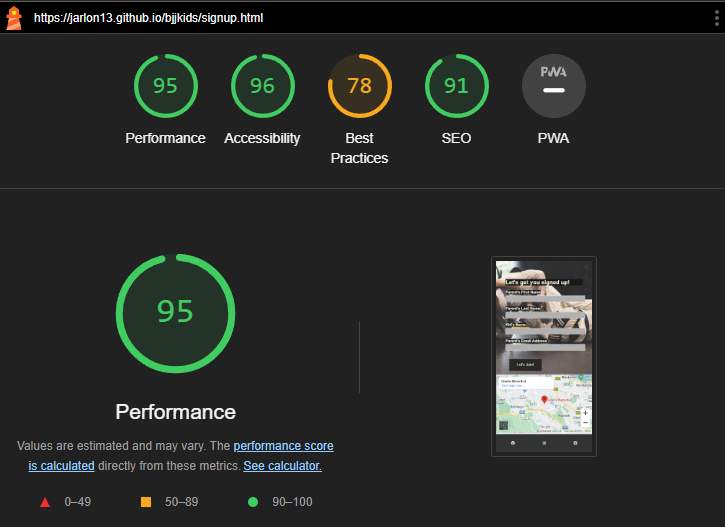 https://jarlon13.github.io/bjjkids/signup.html
95
96
78
91
PWA
Performance
Accessibility
Best
Practices
SEO
PWA
95
Performance
Values are estimated and may vary. The performance score
is calculated directly from these metrics. See calculator.
0–49
50–89
90–100
Let's get you signed up!
Parent's First Name
Parent's Last Name
Kid's Name
Parent's Email Address
Let's Join!